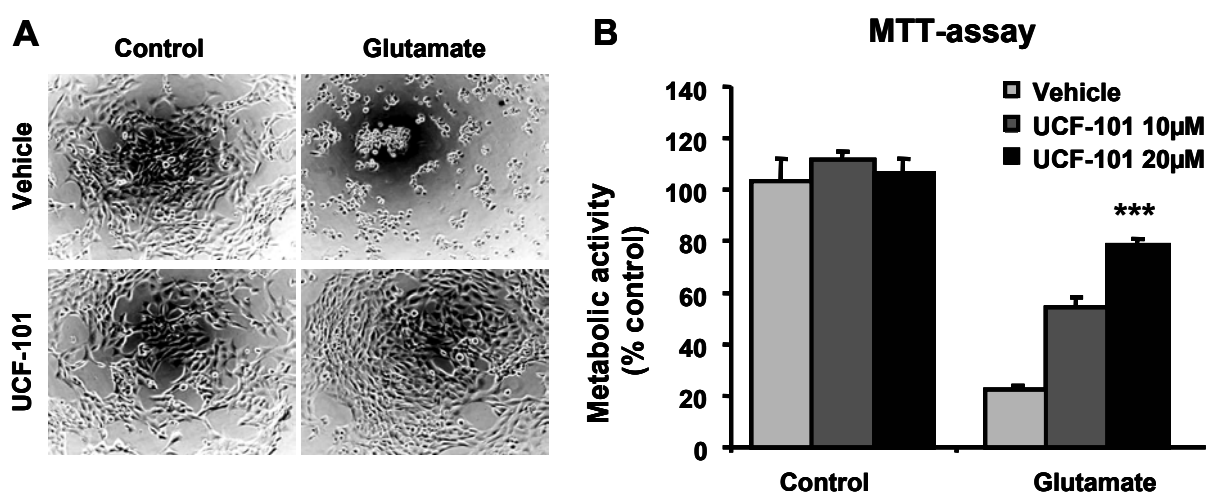 A
Control
Glutamate
Vehicle
UCF-101
B
MTT-assay
Vehicle
UCF-101 10µM
UCF-101 20µM
Metabolic activity
(% control)
140
120
100
80
60
40
20
0
***
Control
Glutamate